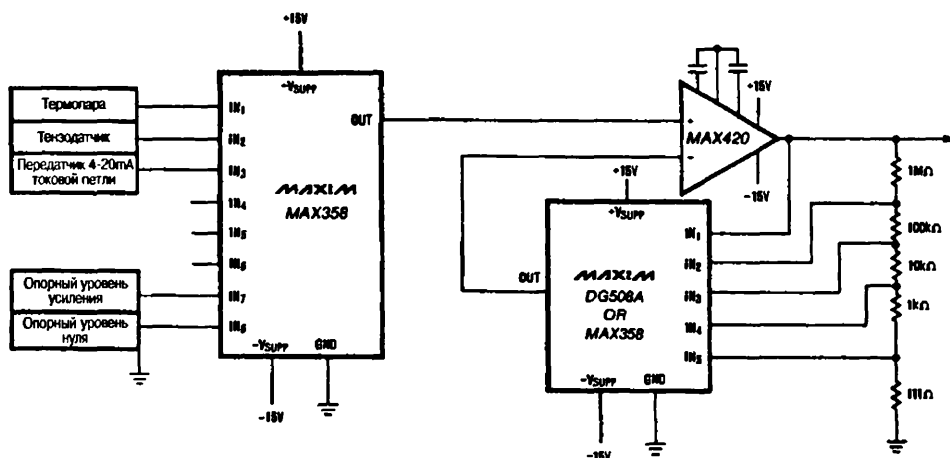 +15V
-VSUPP
Термопара
Тензодатчик
Передатчик 4-20mA
токовой петли
Опорный уровень
усиления
Опорный уровень
нуля
IN1
IN2
IN3
IN4
IN5
IN6
IN7
IN8
OUT
MAXIM
MAX358
-VSUPP
GND
-15V
+
-
MAX420
+15V
-15V
+15V
+VSUPP
OUT
MAXIM
DG508A
OR
MAX358
IN1
IN2
IN3
IN4
IN5
-VSUPP
GND
-15V
1MΩ
100kΩ
10kΩ
1kΩ
111Ω